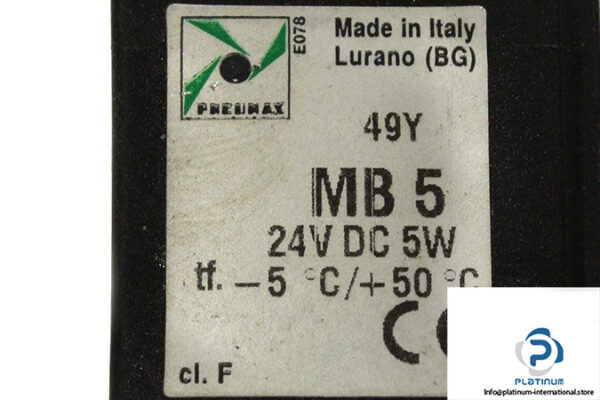 PNEUMAX
E078
Made in Italy
Lurano (BG)
49Y
MB 5
24V DC 5W
tf. -5 °C/+50 °C
CE
cl. F
PLATINUM
Info@platinum-international.store